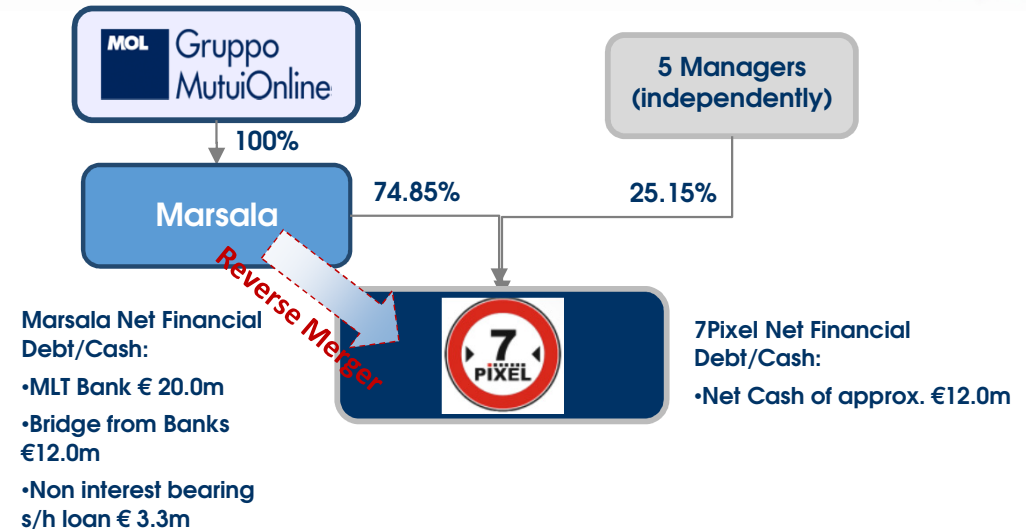 MOL
Gruppo
MutuiOnline
5 Managers
(independently)
100%
74.85%
25.15%
Marsala
Reverse Merger
7
PIXEL
Marsala Net Financial
Debt/Cash:
•MLT Bank € 20.0m
•Bridge from Banks
€12.0m
•Non interest bearing
s/h loan € 3.3m
7Pixel Net Financial
Debt/Cash:
•Net Cash of approx. €12.0m